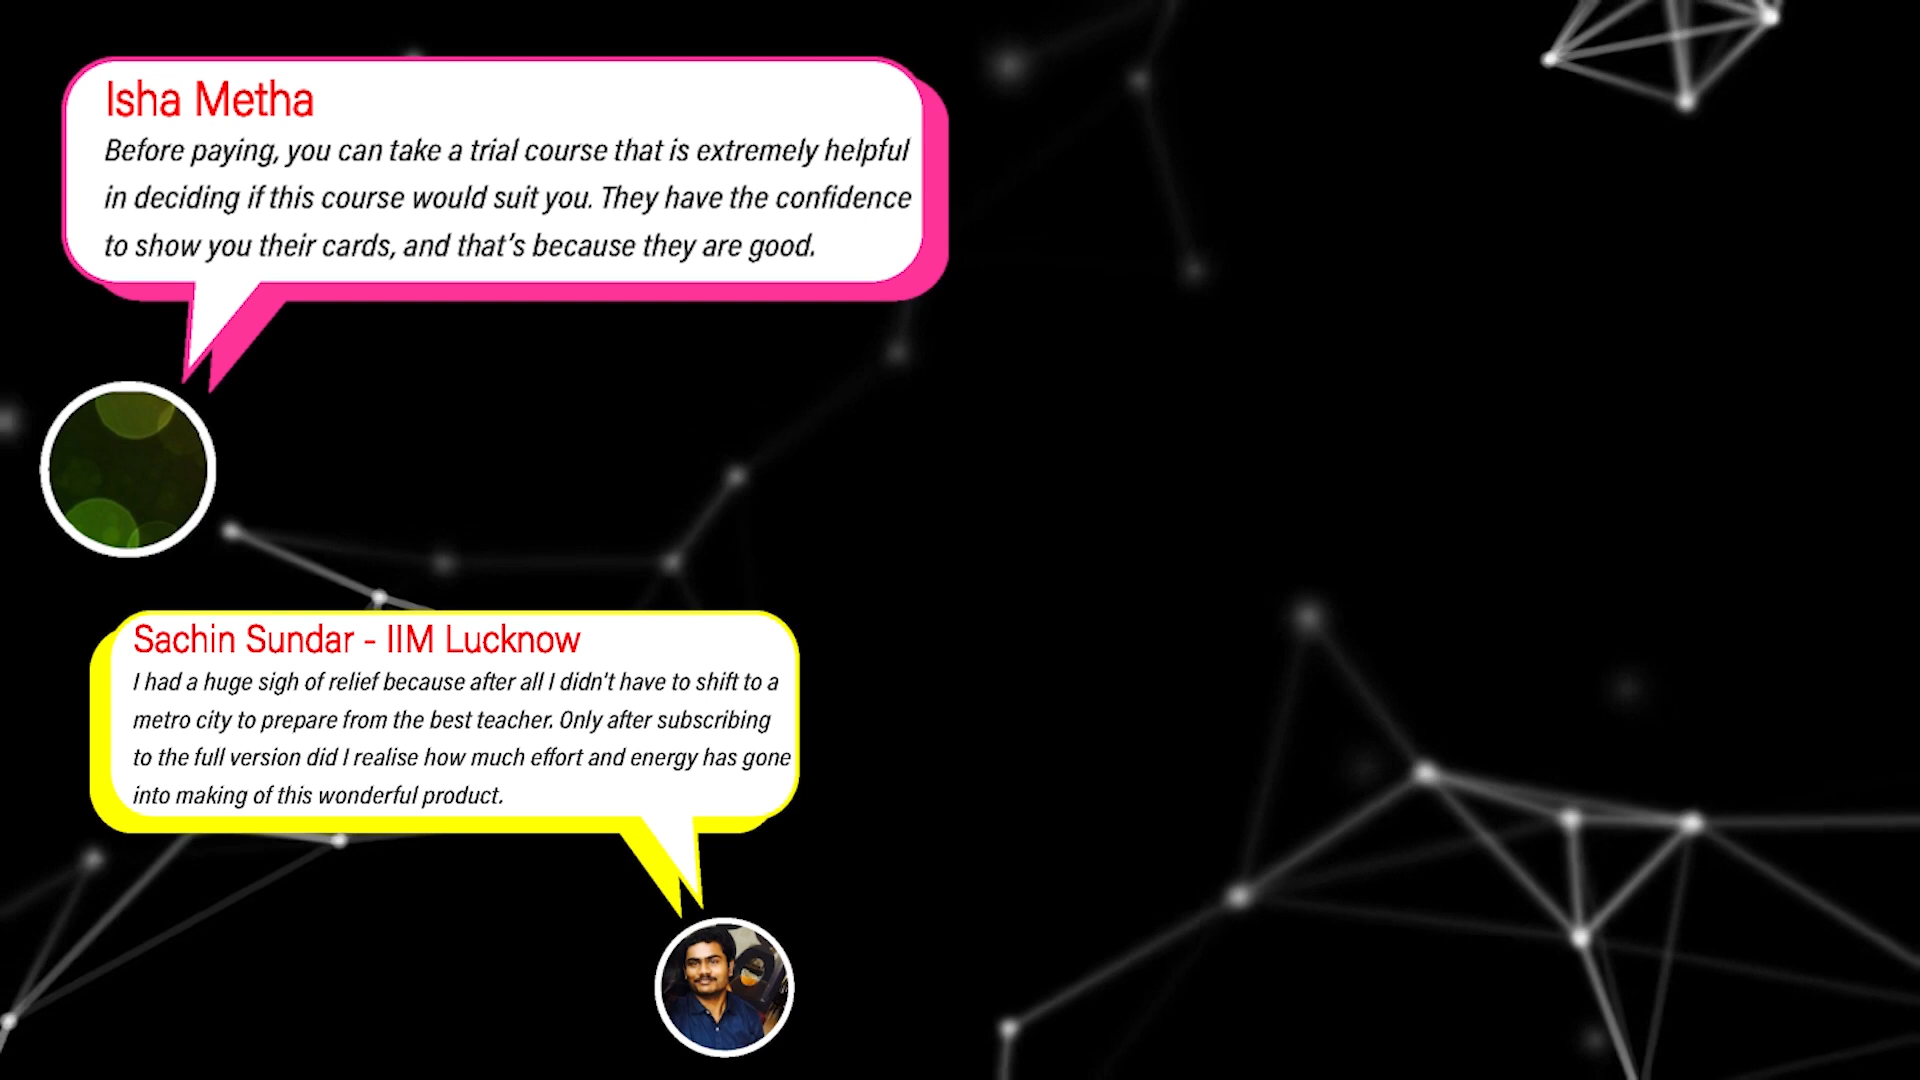 Isha Metha
Before paying, you can take a trial course that is extremely helpful
in deciding if this course would suit you. They have the confidence
to show you their cards, and that's because they are good.
Sachin Sundar - IIM Lucknow
I had a huge sigh of relief because after all I didn't have to shift to a
metro city to prepare from the best teacher. Only after subscribing
to the full version did I realise how much effort and energy has gone
into making of this wonderful product.